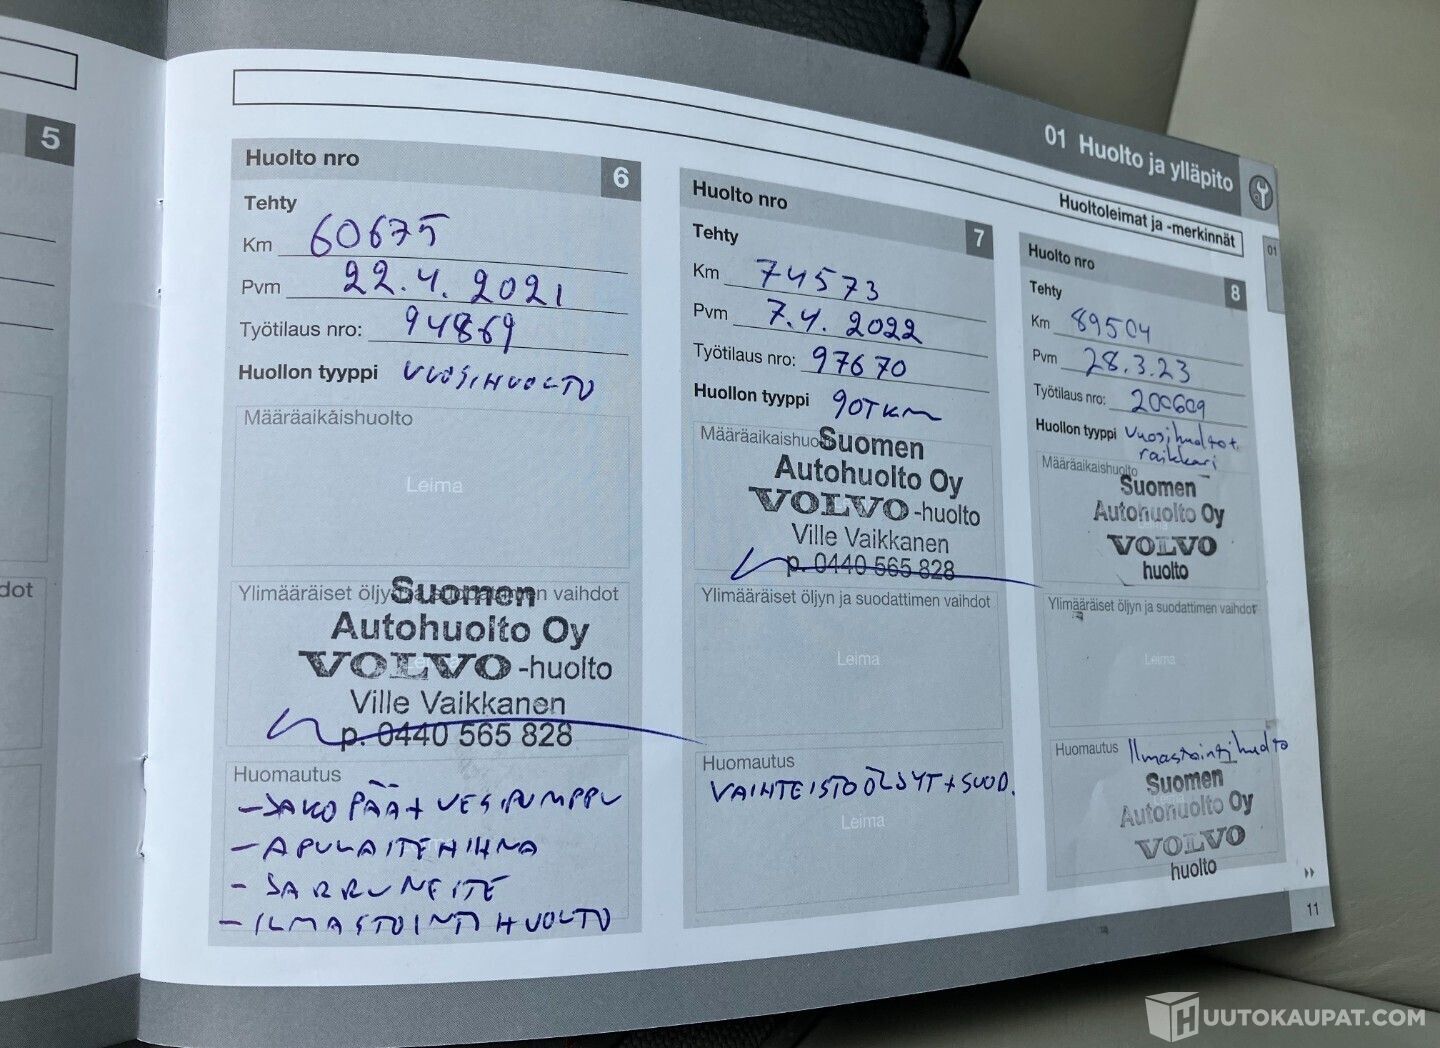 5
dot
01 Huolto ja ylläpito
Huoltoleimat ja -merkinnät
01
Huolto nro 6
Tehty
Km 60675
Pvm 22.4.2021
Työtilaus nro: 94869
Huollon tyyppi VUOSIHUOLTO
Määräaikaishuolto
Leima
Ylimääräiset öljyn ja suodattimen vaihdot
Suomen
Autohuolto Oy
VOLVO-huolto
Leima
Ville Vaikkanen
p. 0440 565 828
Huomautus
-JAKOPÄÄ+VESIPUMPPU
-APULAITEHIHNA
-JARRUNESTE
-ILMASTOINTIHUOLTO
Huolto nro 7
Tehty
Km 74573
Pvm 7.4.2022
Työtilaus nro: 97670
Huollon tyyppi 90TKM
Määräaikaishuolto
Suomen
Autohuolto Oy
VOLVO-huolto
Ville Vaikkanen
p. 0440 565 828
Ylimääräiset öljyn ja suodattimen vaihdot
Leima
Huomautus
VAIHTEISTOÖLJYT+SUOD.
Leima
Huolto nro 8
Tehty
Km 89504
Pvm 28.3.23
Työtilaus nro: 200609
Huollon tyyppi Vuosihuolto+
raikkari
Määräaikaishuolto
Suomen
Autohuolto Oy
VOLVO
huolto
Ylimääräiset öljyn ja suodattimen vaihdot
Leima
Huomautus Ilmastointihuolto
Suomen
Autohuolto Oy
VOLVO
huolto
11
HUUTOKAUPAT.COM